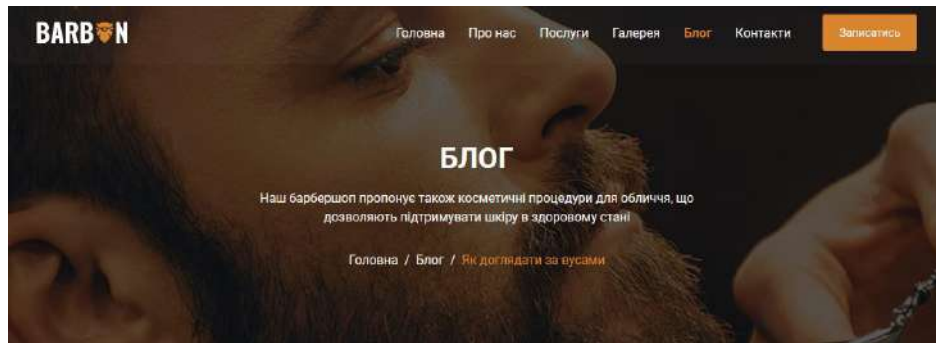 BARBON
Головна Про нас Послуги Галерея Блог Контакти Записатись
БЛОГ
Наш барбершоп пропонує також косметичні процедури для обличчя, що
дозволяють підтримувати шкіру в здоровому стані
Головна / Блог / Як доглядати за вусами